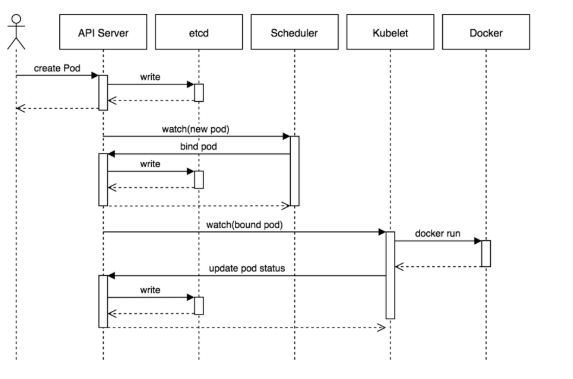 API Server
etcd
Scheduler
Kubelet
Docker
create Pod
write
watch(new pod)
bind pod
write
watch(bound pod)
docker run
update pod status
write